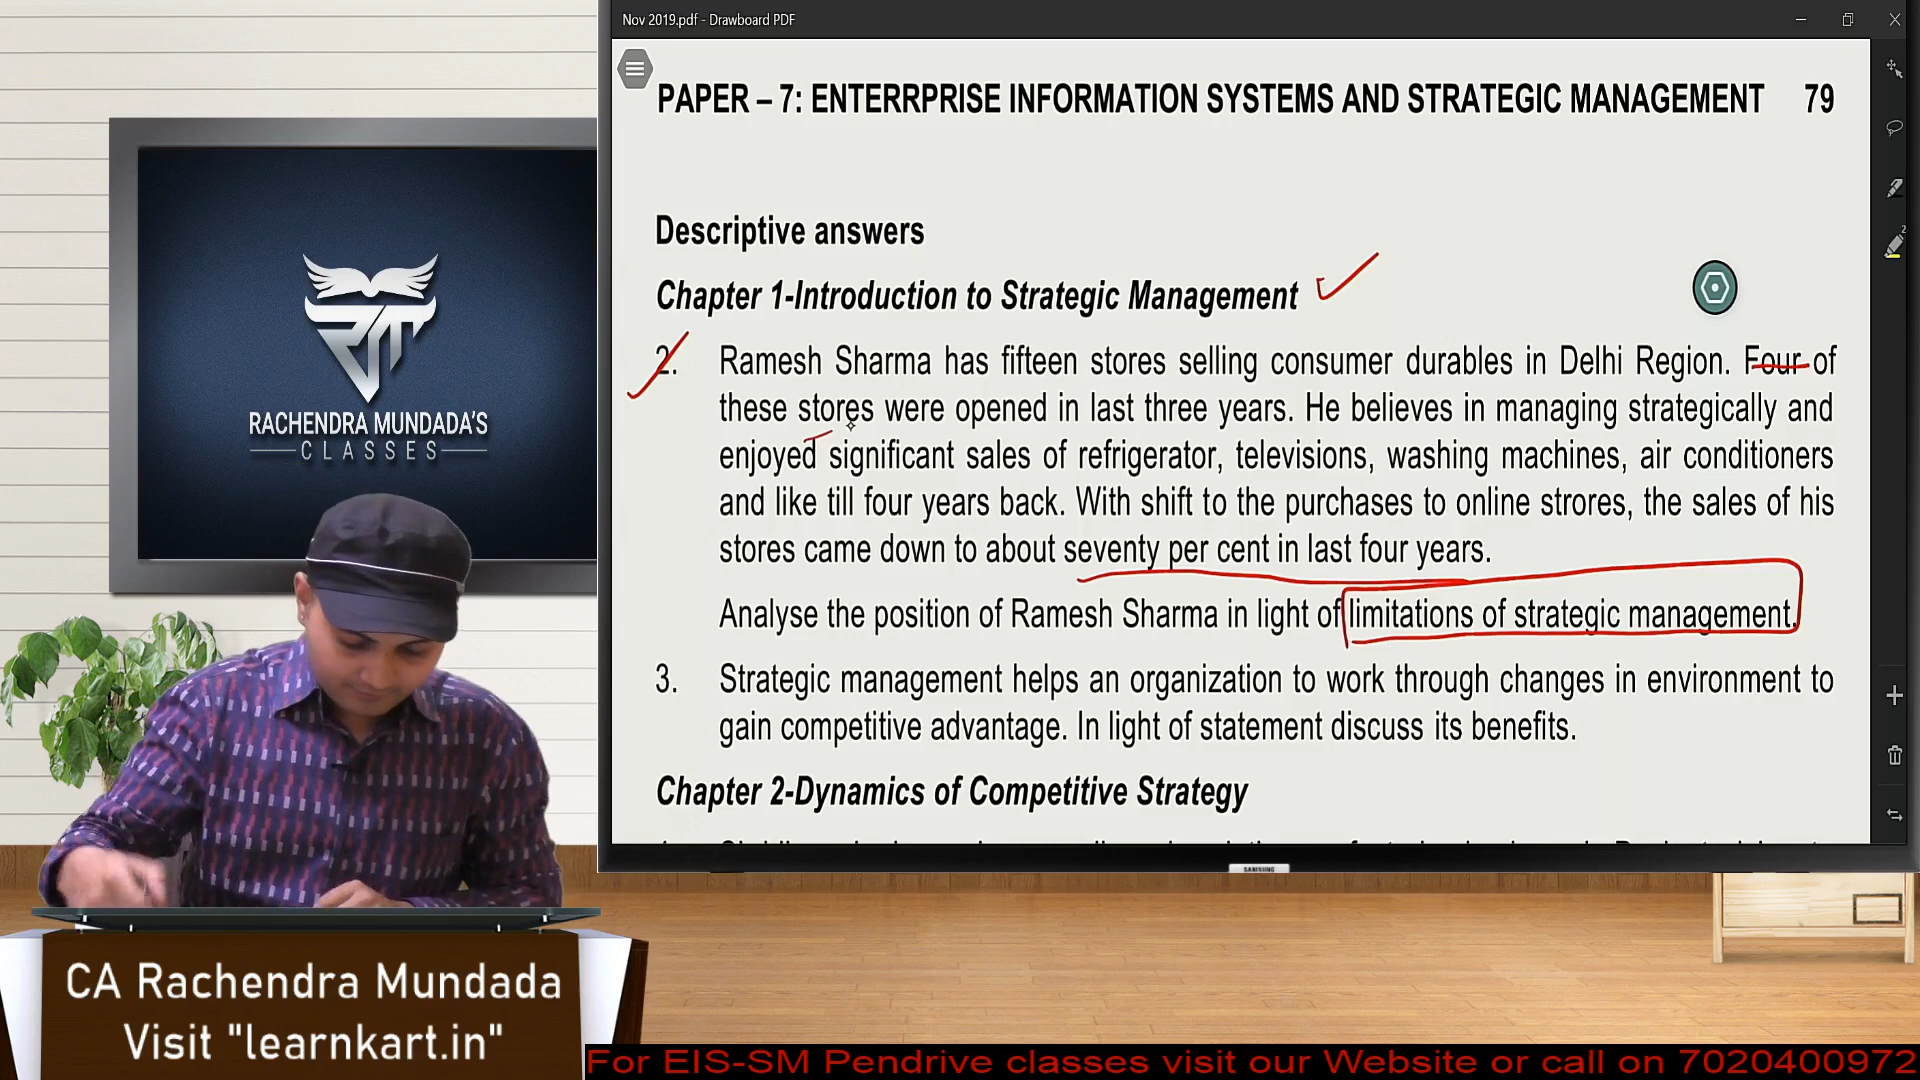 Nov 2019.pdf - Drawboard PDF
PAPER – 7: ENTERRPRISE INFORMATION SYSTEMS AND STRATEGIC MANAGEMENT 79
Descriptive answers
Chapter 1-Introduction to Strategic Management
2. Ramesh Sharma has fifteen stores selling consumer durables in Delhi Region. Four of
these stores were opened in last three years. He believes in managing strategically and
enjoyed significant sales of refrigerator, televisions, washing machines, air conditioners
and like till four years back. With shift to the purchases to online strores, the sales of his
stores came down to about seventy per cent in last four years.
Analyse the position of Ramesh Sharma in light of limitations of strategic management.
3. Strategic management helps an organization to work through changes in environment to
gain competitive advantage. In light of statement discuss its benefits.
Chapter 2-Dynamics of Competitive Strategy
2
RACHENDRA MUNDADA'S
CLASSES
SAMSUNG
CA Rachendra Mundada
Visit "learnkart.in"
For EIS-SM Pendrive classes visit our Website or call on 7020400972